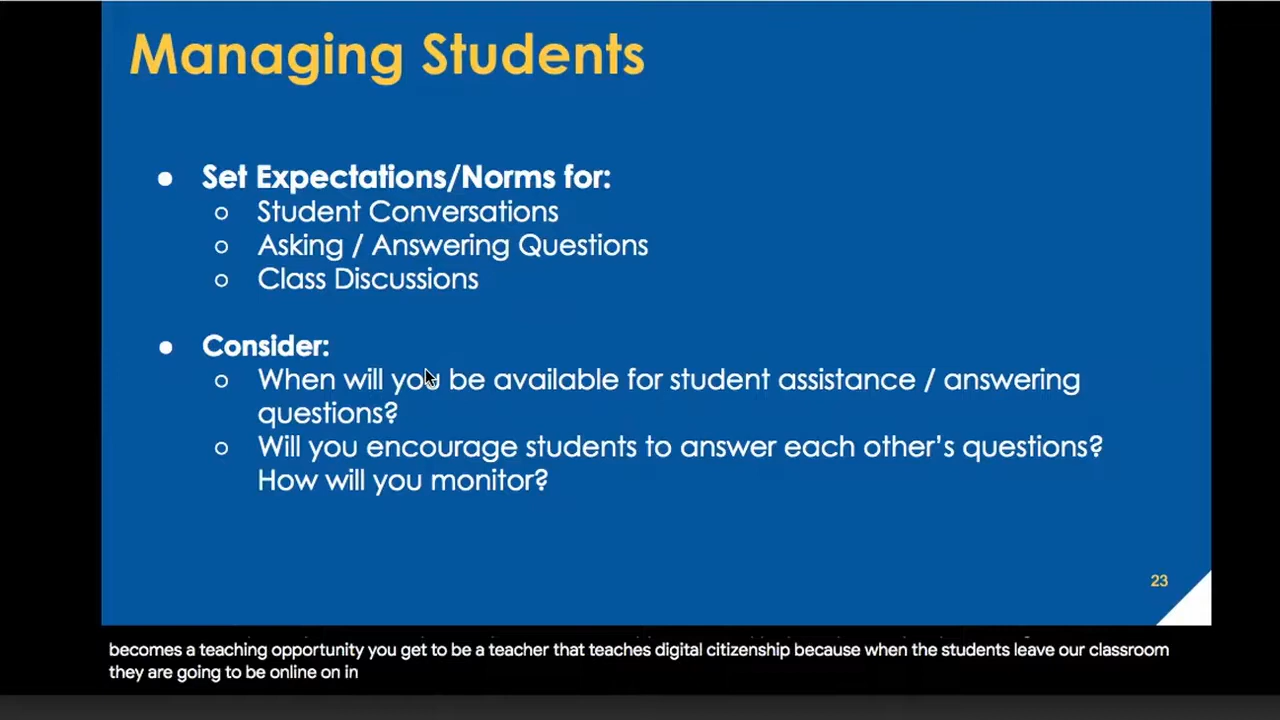 Managing Students
● Set Expectations/Norms for:
○ Student Conversations
○ Asking / Answering Questions
○ Class Discussions
● Consider:
○ When will you be available for student assistance / answering
questions?
○ Will you encourage students to answer each other's questions?
How will you monitor?
23
becomes a teaching opportunity you get to be a teacher that teaches digital citizenship because when the students leave our classroom
they are going to be online on in